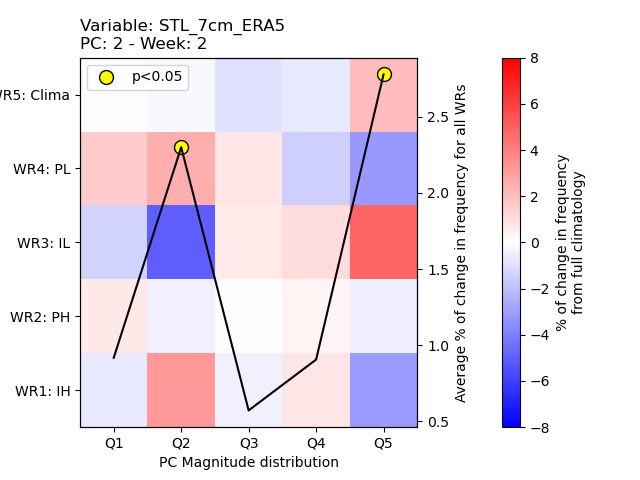 Variable: STL_7cm_ERA5
PC: 2 - Week: 2
p<0.05
WR5: Clima
WR4: PL
WR3: IL
WR2: PH
WR1: IH
Q1 Q2 Q3 Q4 Q5
PC Magnitude distribution
2.5
2.0
1.5
1.0
0.5
Average % of change in frequency for all WRs
8
6
4
2
0
−2
−4
−6
−8
% of change in frequency
from full climatology